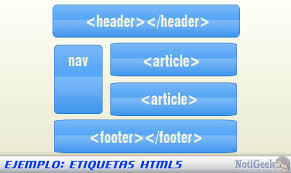 <header></header>
nav
<article>
<article>
<footer></footer>
EJEMPLO: ETIQUETAS HTML5
NotiGeek